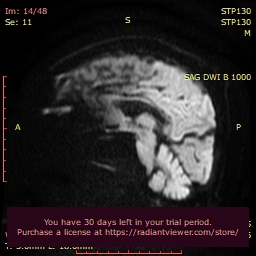 Im: 14/48
Se: 11
S
STP130
STP130
M
SAG DWI B 1000
A
P
You have 30 days left in your trial period.
Purchase a license at https://radiantviewer.com/store/